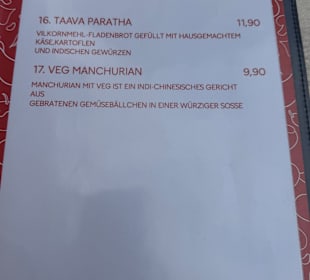 16. TAAVA PARATHA 11,90
VILKORNMEHL-FLADENBROT GEFÜLLT MIT HAUSGEMACHTEM
KÄSE,KARTOFLEN
UND INDISCHEN GEWÜRZEN
17. VEG MANCHURIAN 9,90
MANCHURIAN MIT VEG IST EIN INDI-CHINESISCHES GERICHT
AUS
GEBRATENEN GEMÜSEBÄLLCHEN IN EINER WÜRZIGER SOSSE